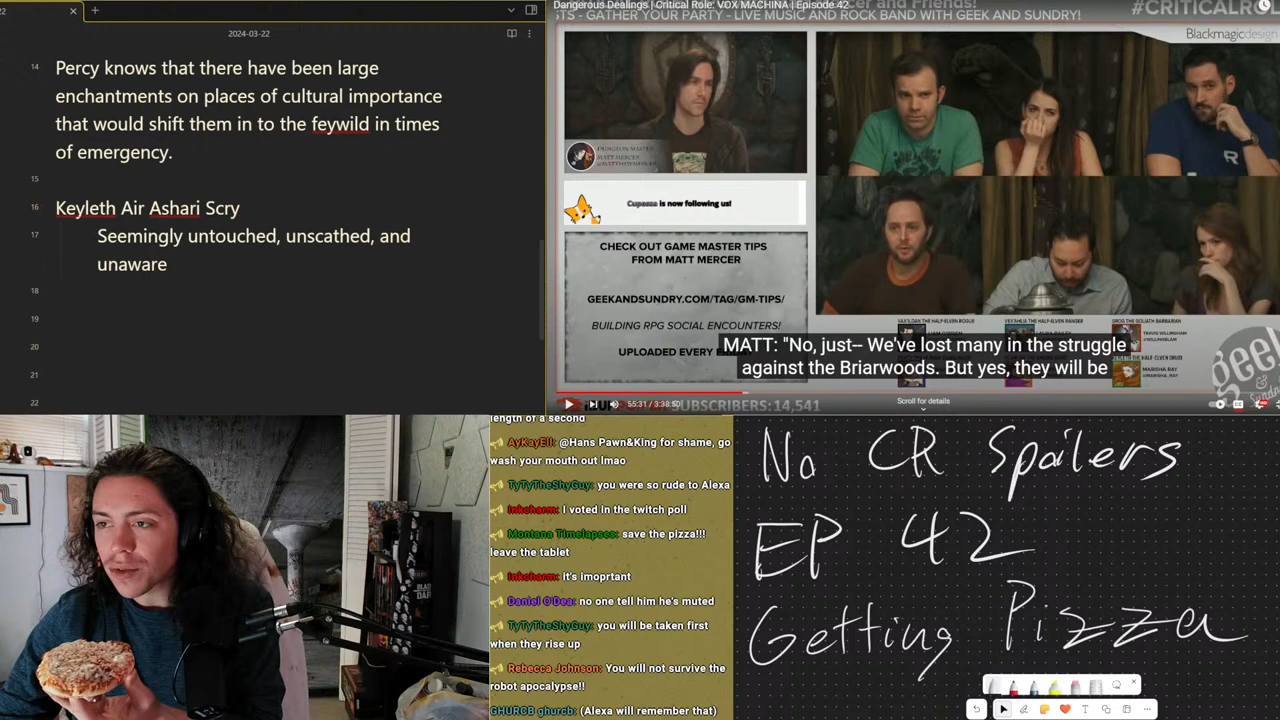 2024-03-22
14
Percy knows that there have been large
enchantments on places of cultural importance
that would shift them in to the feywild in times
of emergency.
15
16
Keyleth Air Ashari Scry
17
Seemingly untouched, unscathed, and
unaware
18
19
20
21
22
Dangerous Dealings | Critical Role: VOX MACHINA | Episode 42
TS - GATHER YOUR PARTY - LIVE MUSIC AND ROCK BAND WITH GEEK AND SUNDRY!
#CRITICALROL
Blackmagicdesign
DUNGEON MASTER
MATT MERCER
is now following us!
CHECK OUT GAME MASTER TIPS
FROM MATT MERCER
GEEKANDSUNDRY.COM/TAG/GM-TIPS/
BUILDING RPG SOCIAL ENCOUNTERS!
UPLOADED EVERY
MATT: "No, just-- We've lost many in the struggle
against the Briarwoods. But yes, they will be
SUBSCRIBERS: 14,541
55:31 / 3:38:50
Scroll for details
length of a second
AyKayEll: @Hans Pawn&King for shame, go
wash your mouth out lmao
TyTyTheShyGuy: you were so rude to Alexa
inkcharm: I voted in the twitch poll
Montana Timelapses: save the pizza!!!
leave the tablet
inkcharm: it's imoprtant
Daniel O'Dea: no one tell him he's muted
TyTyTheShyGuy: you will be taken first
when they rise up
Rebecca Johnson: You will not survive the
robot apocalypse!!
GHURGB ghurcb: (Alexa will remember that)
No CR Spoilers
EP 42
Getting Pizza